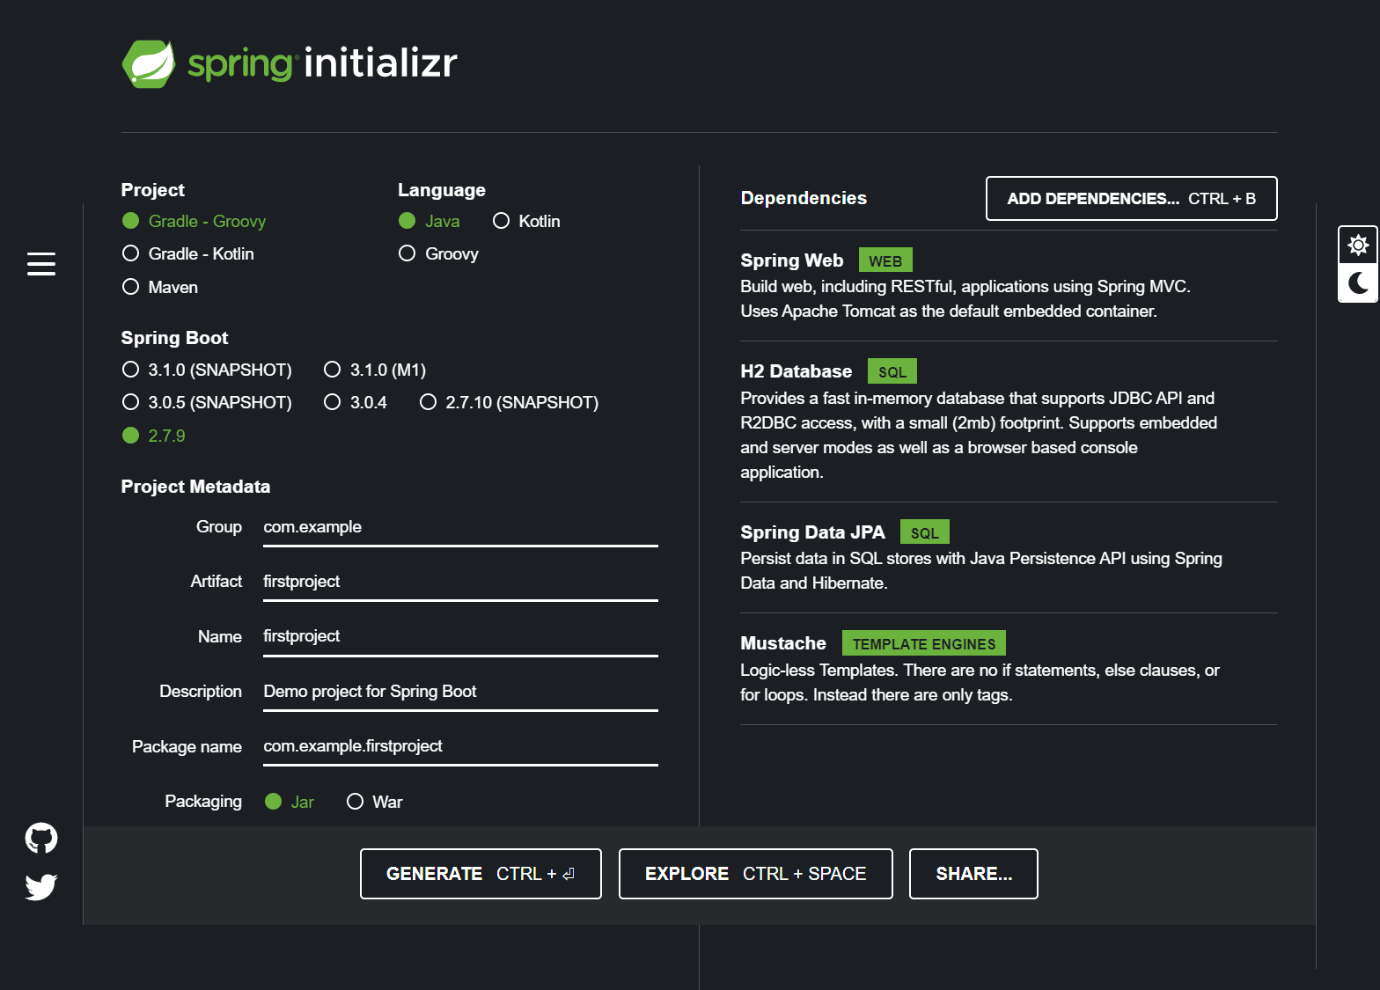 spring initializr
Project
Gradle - Groovy
Gradle - Kotlin
Maven
Language
Java Kotlin
Groovy
Spring Boot
3.1.0 (SNAPSHOT) 3.1.0 (M1)
3.0.5 (SNAPSHOT) 3.0.4 2.7.10 (SNAPSHOT)
2.7.9
Project Metadata
Group com.example
Artifact firstproject
Name firstproject
Description Demo project for Spring Boot
Package name com.example.firstproject
Packaging Jar War
Dependencies ADD DEPENDENCIES... CTRL + B
Spring Web WEB
Build web, including RESTful, applications using Spring MVC.
Uses Apache Tomcat as the default embedded container.
H2 Database SQL
Provides a fast in-memory database that supports JDBC API and
R2DBC access, with a small (2mb) footprint. Supports embedded
and server modes as well as a browser based console
application.
Spring Data JPA SQL
Persist data in SQL stores with Java Persistence API using Spring
Data and Hibernate.
Mustache TEMPLATE ENGINES
Logic-less Templates. There are no if statements, else clauses, or
for loops. Instead there are only tags.
GENERATE CTRL + ⏎ EXPLORE CTRL + SPACE SHARE...